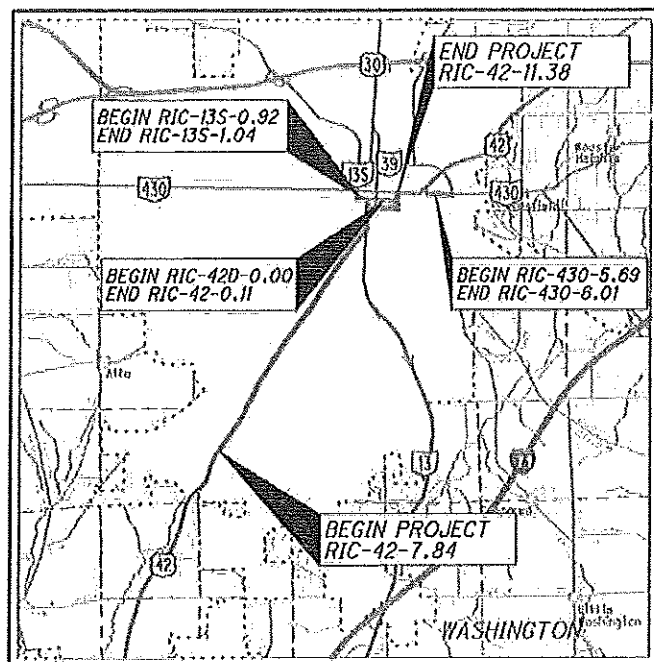 30
END PROJECT
RIC-42-11.38
BEGIN RIC-13S-0.92
END RIC-13S-1.04
42
39
13S
430
430
BEGIN RIC-42D-0.00
END RIC-42-0.11
BEGIN RIC-430-5.69
END RIC-430-6.01
Alta
13
BEGIN PROJECT
RIC-42-7.84
42
Little
Washington
WASHINGTON